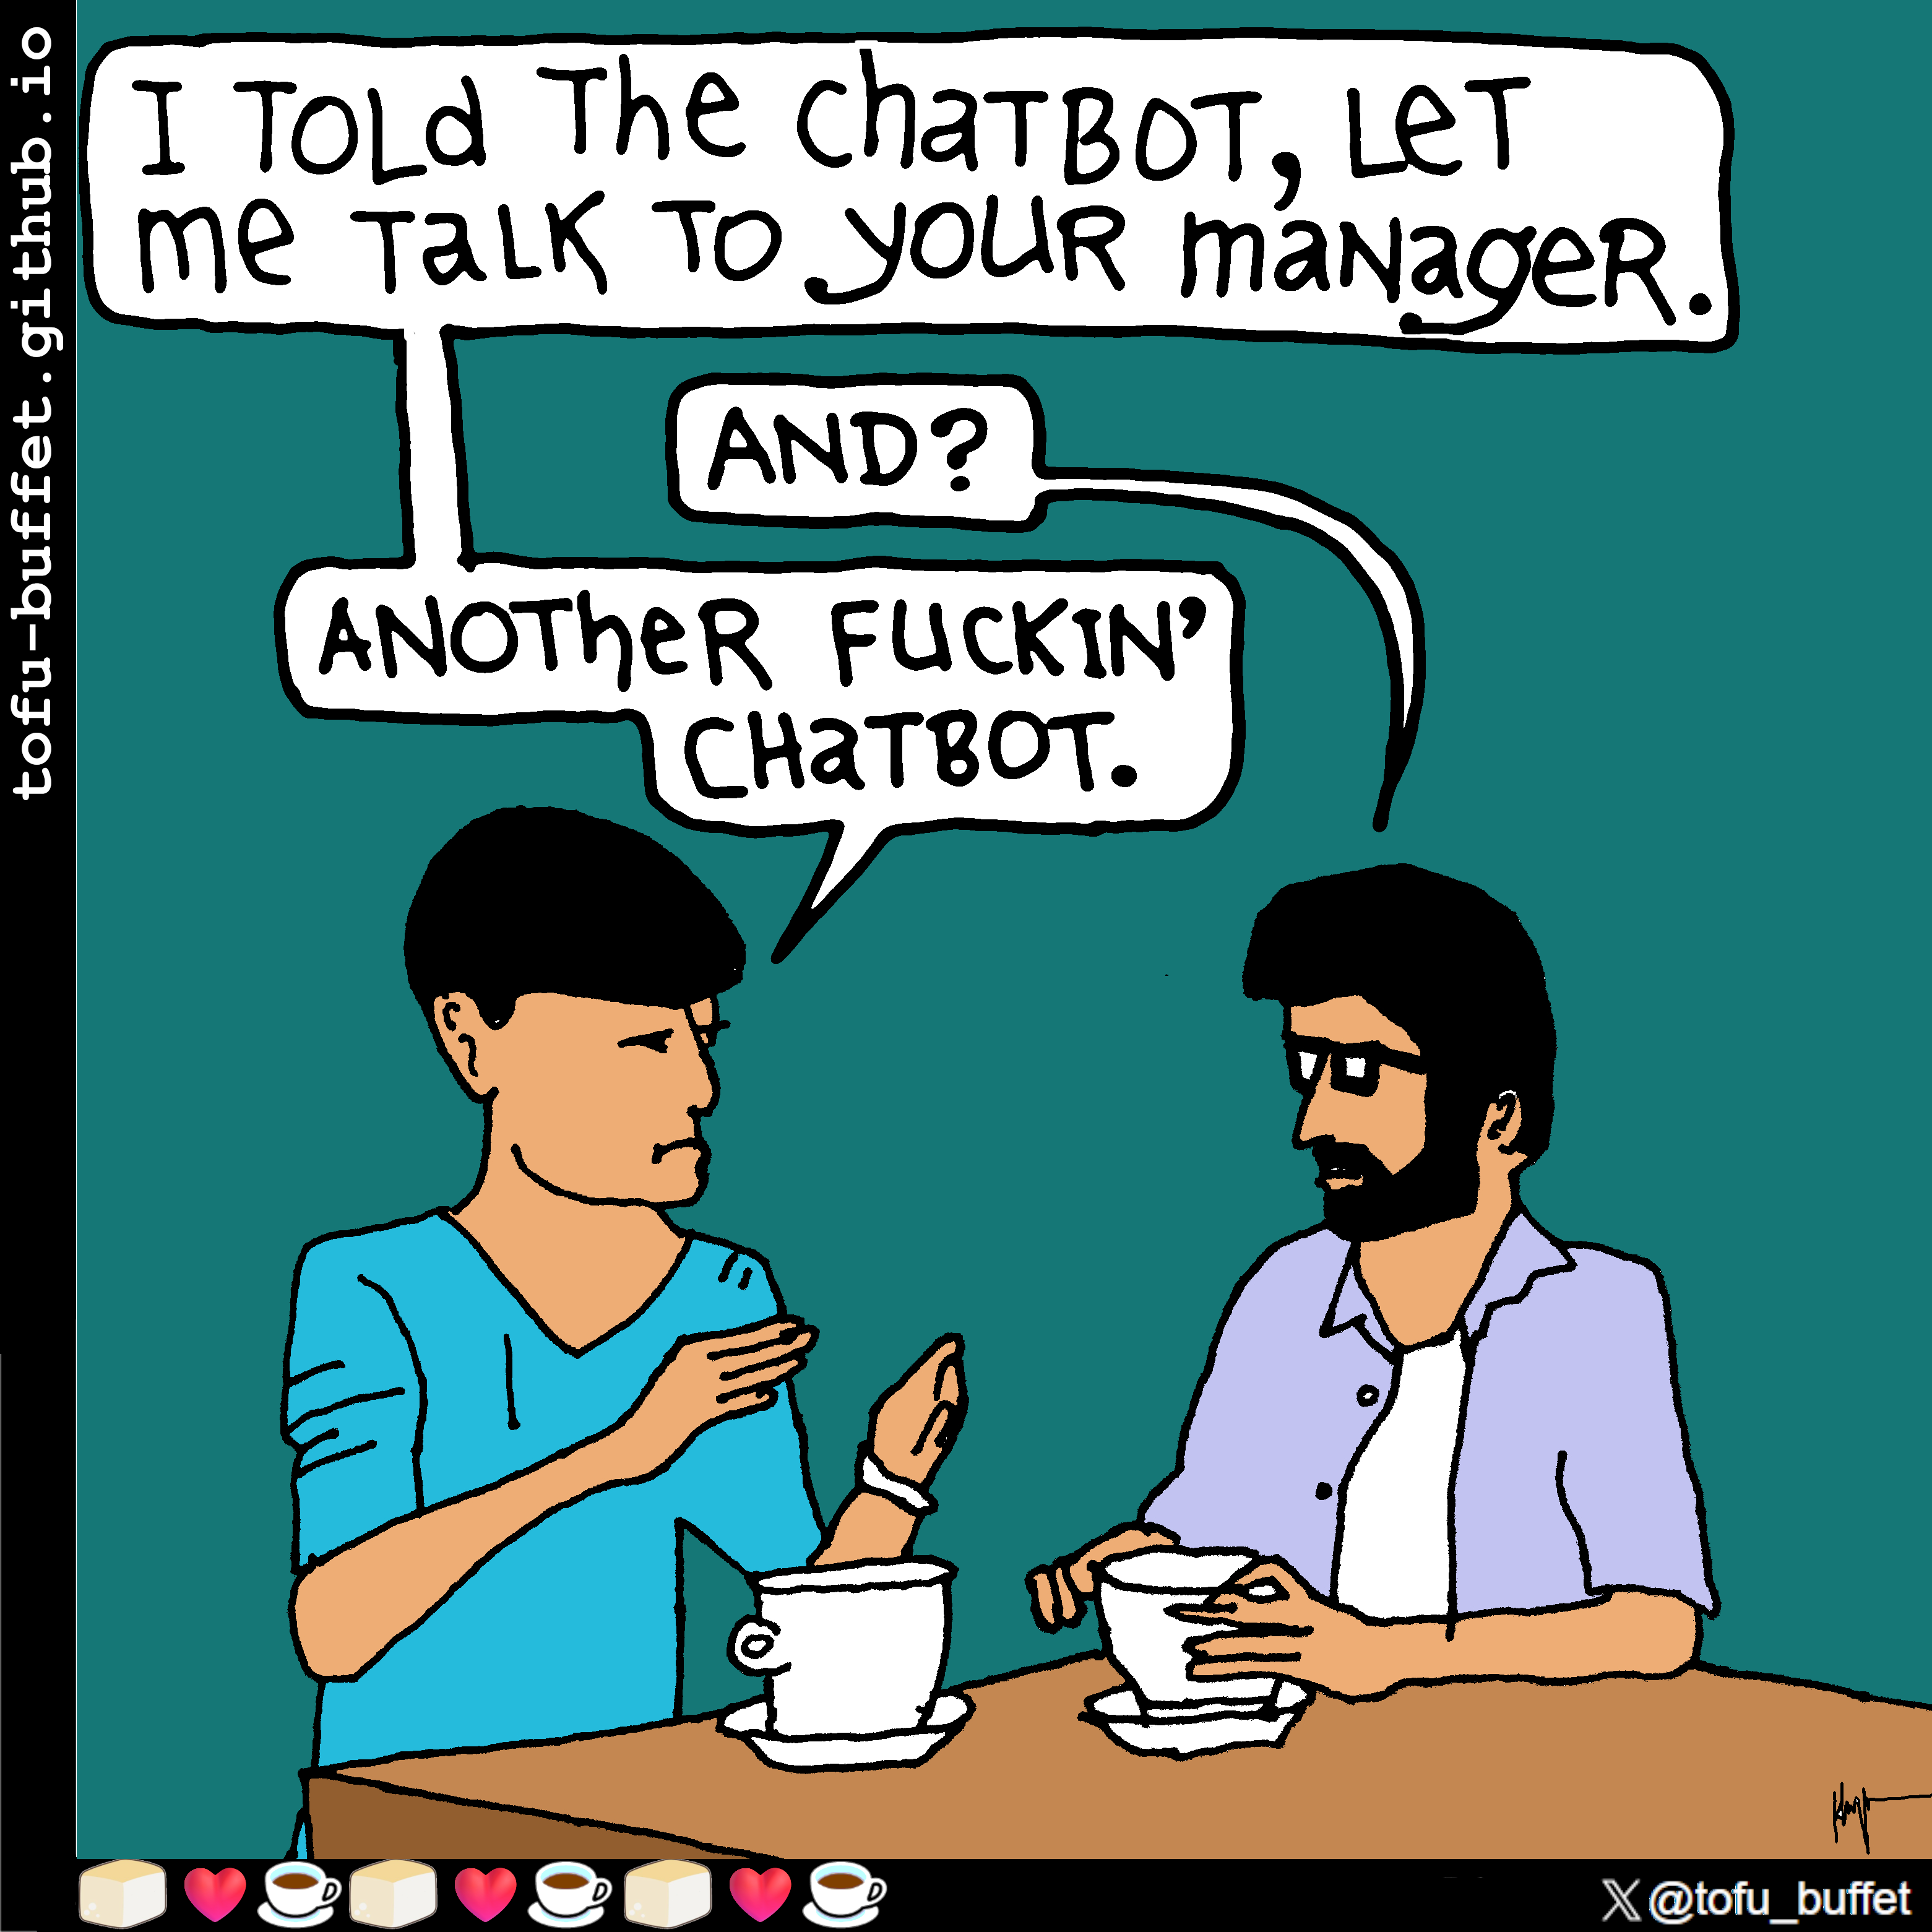 tofu-buffet.github.io
I TOLD The ChaTBOT, LeT
me TaLK TO yOUR maNageR.
AND?
ANOTheR FUCKIN'
CHaTBOT.
𝕏 @tofu_buffet